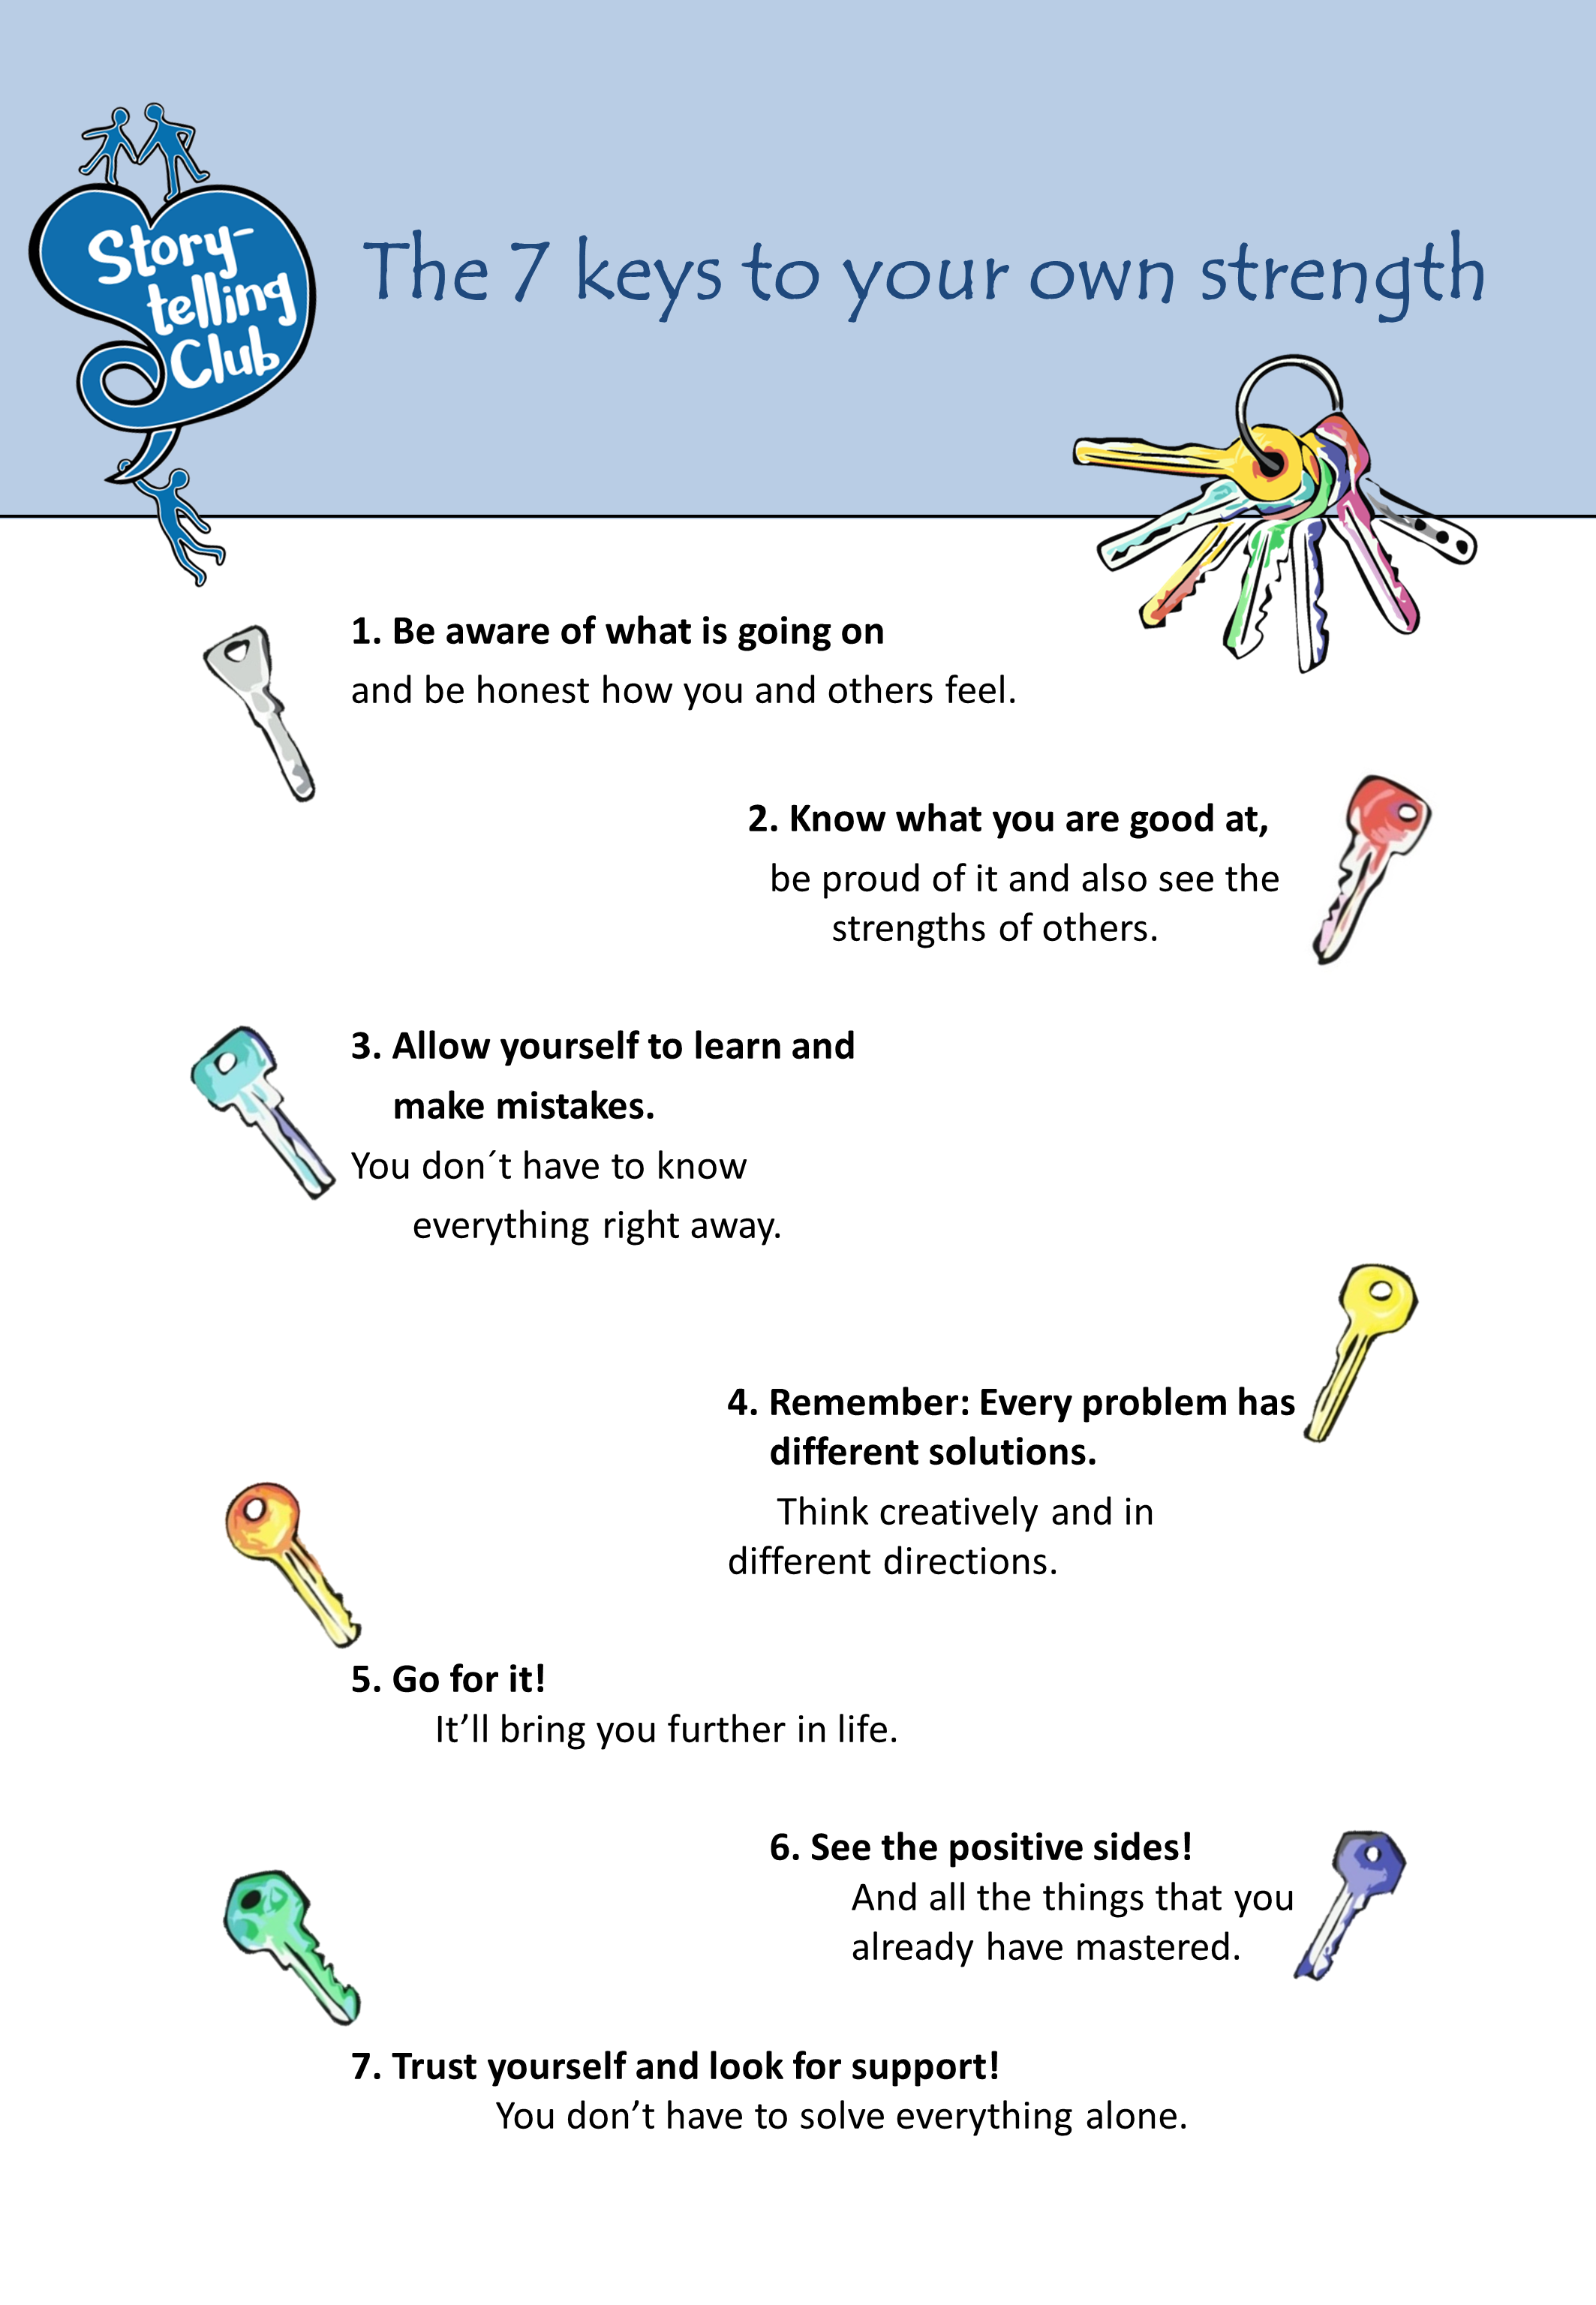 Story-
telling
Club
The 7 keys to your own strength
1. Be aware of what is going on
and be honest how you and others feel.
2. Know what you are good at,
be proud of it and also see the
strengths of others.
3. Allow yourself to learn and
make mistakes.
You don´t have to know
everything right away.
4. Remember: Every problem has
different solutions.
Think creatively and in
different directions.
5. Go for it!
It’ll bring you further in life.
6. See the positive sides!
And all the things that you
already have mastered.
7. Trust yourself and look for support!
You don’t have to solve everything alone.